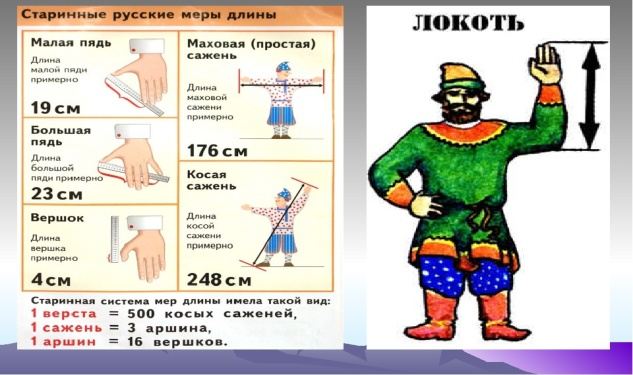 Старинные русские меры длины
Малая пядь
Длина
малой пяди
примерно
19 см
Большая
пядь
Длина
большой
пяди примерно
23 см
Вершок
Длина
вершка
примерно
4 см
Маховая (простая)
сажень
Длина
маховой
сажени
примерно
176 см
Косая
сажень
Длина
косой
сажени
примерно
248 см
Старинная система мер длины имела такой вид:
1 верста = 500 косых саженей,
1 сажень = 3 аршина,
1 аршин = 16 вершков.
ЛОКОТЬ